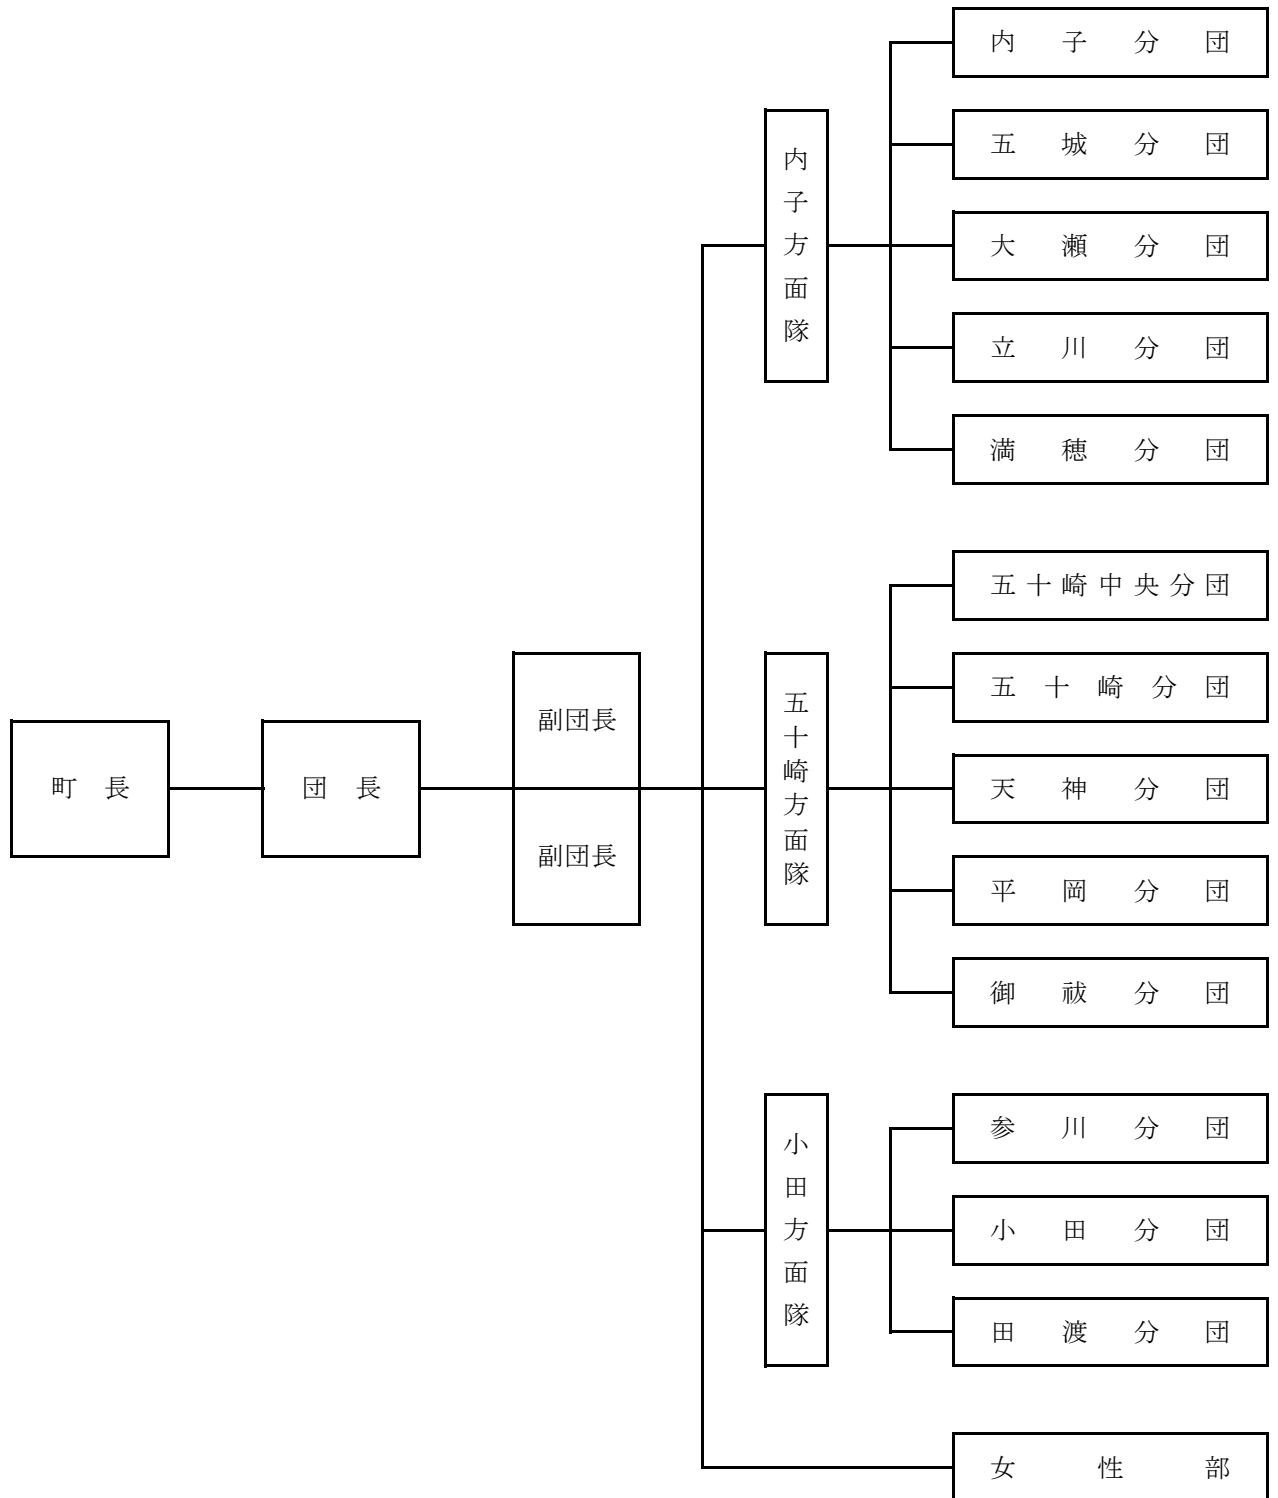 町長
団長
副団長
副団長
内子方面隊
内子分団
五城分団
大瀬分団
立川分団
満穂分団
五十崎方面隊
五十崎中央分団
五十崎分団
天神分団
平岡分団
御祓分団
小田方面隊
参川分団
小田分団
田渡分団
女性部